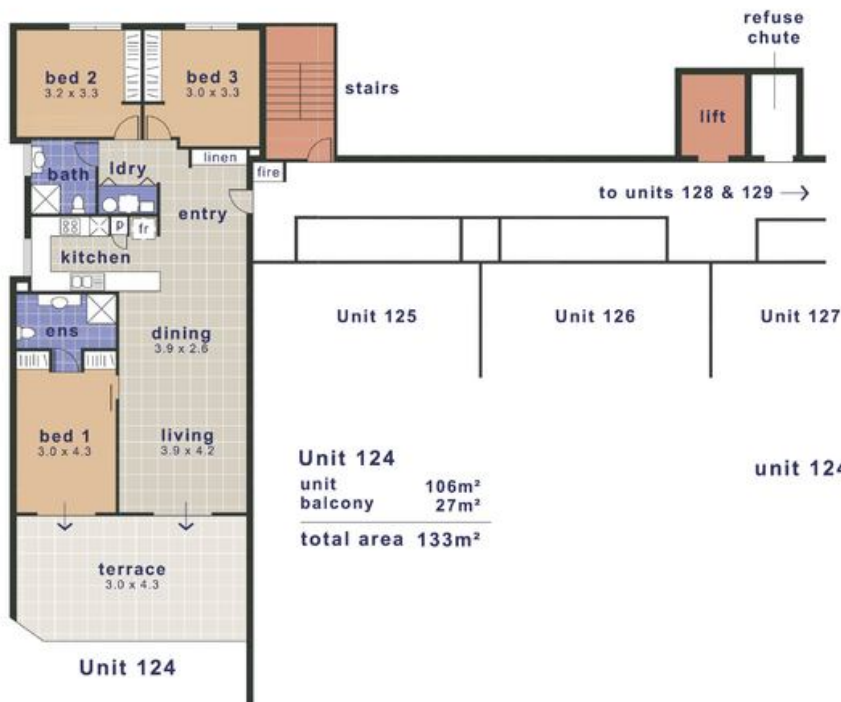 refuse
chute
bed 2
3.2 x 3.3
bed 3
3.0 x 3.3
stairs
lift
bath
ldry
linen
fire
to units 128 & 129
entry
p
fr
kitchen
Unit 125
Unit 126
Unit 127
ens
dining
3.9 x 2.6
bed 1
3.0 x 4.3
living
3.9 x 4.2
Unit 124
unit 106m²
balcony 27m²
total area 133m²
unit 124
terrace
3.0 x 4.3
Unit 124